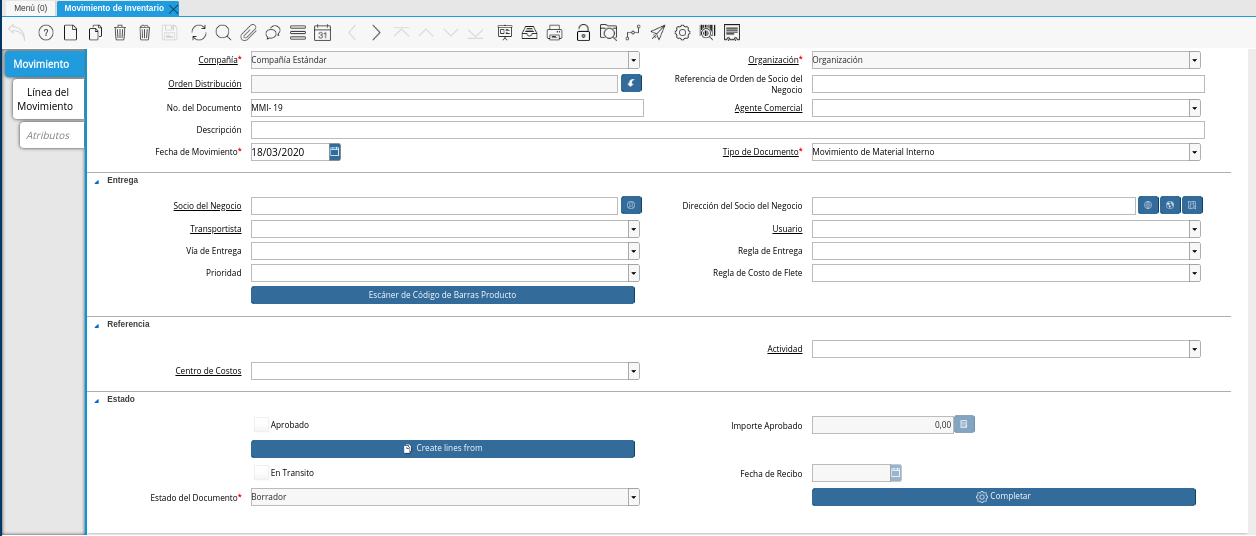 Menú (0)
Movimiento de Inventario
31
Movimiento
Línea del
Movimiento
Atributos
Compañía*
Compañía Estándar
Organización*
Organización
Orden Distribución
Referencia de Orden de Socio del
Negocio
No. del Documento
MMI- 19
Agente Comercial
Descripción
Fecha de Movimiento*
18/03/2020
Tipo de Documento*
Movimiento de Material Interno
Entrega
Socio del Negocio
Dirección del Socio del Negocio
Transportista
Usuario
Vía de Entrega
Regla de Entrega
Prioridad
Regla de Costo de Flete
Escáner de Código de Barras Producto
Referencia
Actividad
Centro de Costos
Estado
Aprobado
Importe Aprobado
0,00
Create lines from
En Transito
Fecha de Recibo
Estado del Documento*
Borrador
Completar